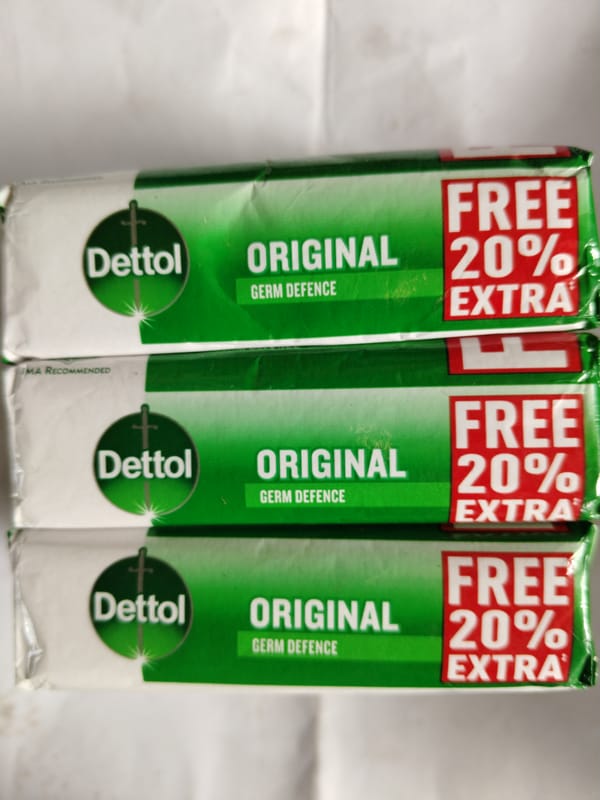 Dettol
ORIGINAL
GERM DEFENCE
FREE
20%
EXTRA‡
IMA RECOMMENDED
Dettol
ORIGINAL
GERM DEFENCE
FREE
20%
EXTRA‡
Dettol
ORIGINAL
GERM DEFENCE
FREE
20%
EXTRA‡